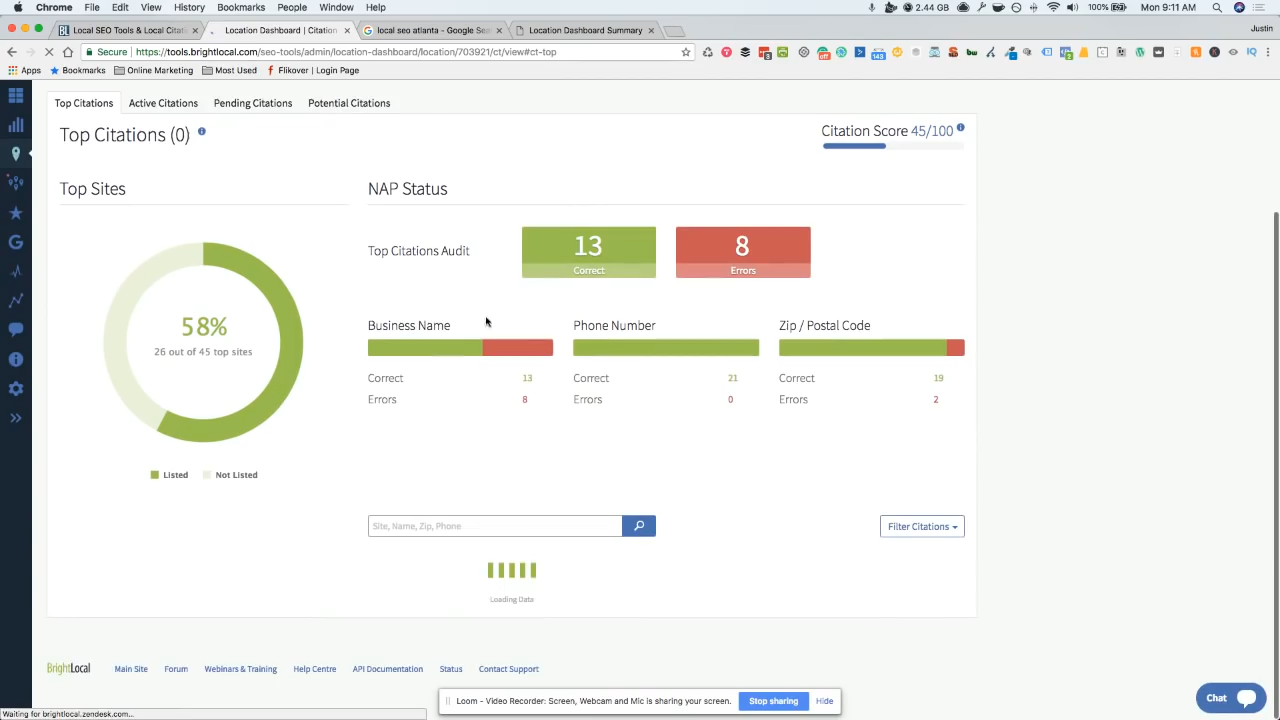 Chrome File Edit View History Bookmarks People Window Help
2.44 GB 100% Mon 9:11 AM
Local SEO Tools & Local Cit
Location Dashboard | Citation
local seo atlanta - Google Sea
Location Dashboard Summary
Justin
Secure https://tools.brightlocal.com/seo-tools/admin/location-dashboard/location/703921/ct/view#ct-top
Apps Bookmarks Online Marketing Most Used Flikover | Login Page
Top Citations Active Citations Pending Citations Potential Citations
Top Citations (0)
Citation Score 45/100
Top Sites
NAP Status
Top Citations Audit
13
Correct
8
Errors
58%
26 out of 45 top sites
Business Name Phone Number Zip / Postal Code
Correct 13 Correct 21 Correct 19
Errors 8 Errors 0 Errors 2
Listed Not Listed
Site, Name, Zip, Phone
Filter Citations
Loading Data
BrightLocal Main Site Forum Webinars & Training Help Centre API Documentation Status Contact Support
Loom - Video Recorder: Screen, Webcam and Mic is sharing your screen. Stop sharing Hide
Chat
Waiting for brightlocal.zendesk.com...